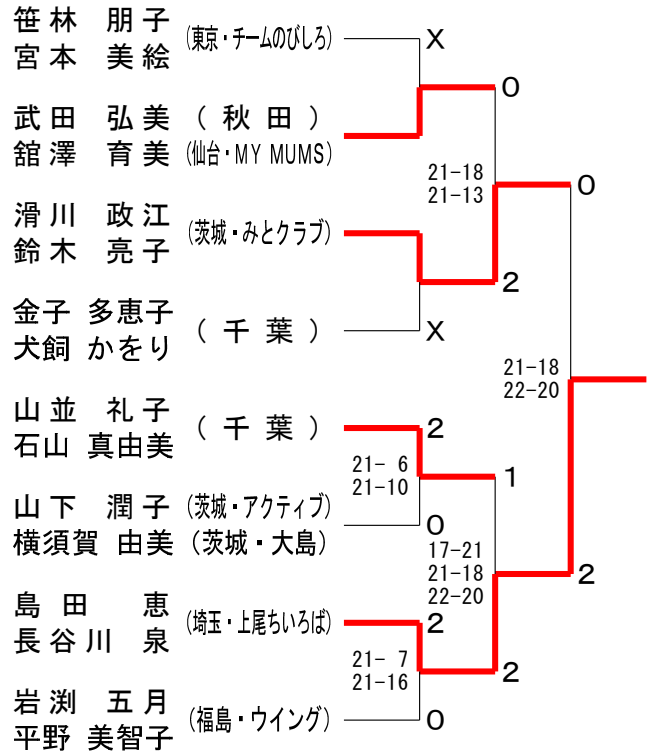 笹林 朋子
宮本 美絵
(東京・チームのびしろ)
X
0
武田 弘美 (秋田)
舘澤 育美 (仙台・MY MUMS)
21-18
21-13
0
滑川 政江
鈴木 亮子
(茨城・みとクラブ)
2
金子 多恵子
犬飼 かをり
(千葉)
X
21-18
22-20
山並 礼子
石山 真由美
(千葉)
2
21- 6
21-10
1
山下 潤子 (茨城・アクティブ)
横須賀 由美 (茨城・大島)
0
17-21
21-18
22-20
2
島田 恵
長谷川 泉
(埼玉・上尾ちいろば)
2
21- 7
21-16
2
岩渕 五月
平野 美智子
(福島・ウイング)
0